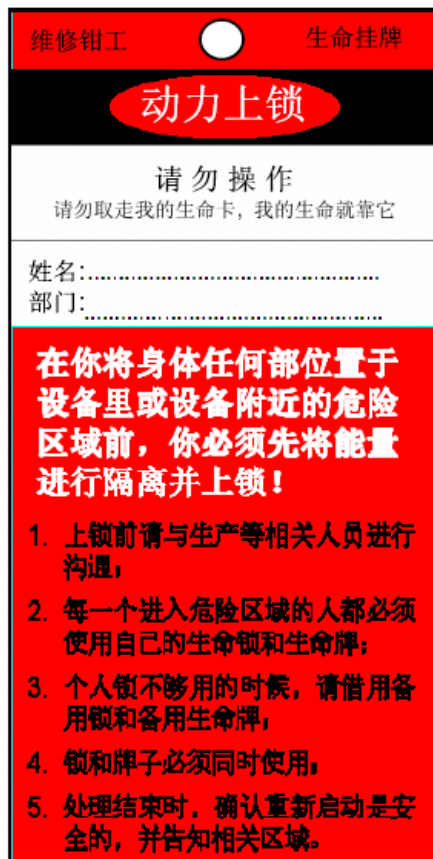 维修钳工 生命挂牌
动力上锁
请勿操作
请勿取走我的生命卡，我的生命就靠它
姓名:
部门:
在你将身体任何部位置于
设备里或设备附近的危险
区域前，你必须先将能量
进行隔离并上锁！
1. 上锁前请与生产等相关人员进行
沟通；
2. 每一个进入危险区域的人都必须
使用自己的生命锁和生命牌；
3. 个人锁不够用的时候，请借用备
用锁和备用生命牌；
4. 锁和牌子必须同时使用；
5. 处理结束时，确认重新启动是安
全的，并告知相关区域。